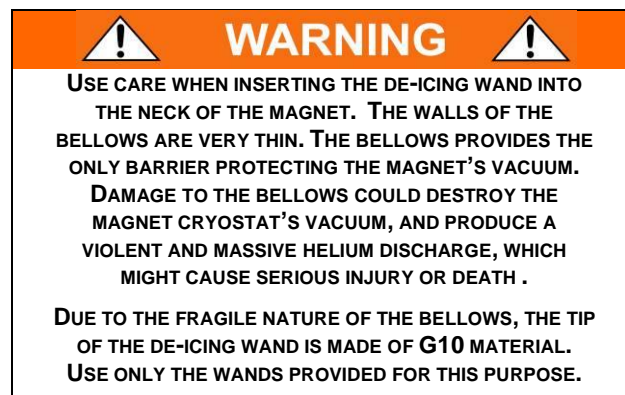 WARNING
USE CARE WHEN INSERTING THE DE-ICING WAND INTO
THE NECK OF THE MAGNET. THE WALLS OF THE
BELLOWS ARE VERY THIN. THE BELLOWS PROVIDES THE
ONLY BARRIER PROTECTING THE MAGNET'S VACUUM.
DAMAGE TO THE BELLOWS COULD DESTROY THE
MAGNET CRYOSTAT'S VACUUM, AND PRODUCE A
VIOLENT AND MASSIVE HELIUM DISCHARGE, WHICH
MIGHT CAUSE SERIOUS INJURY OR DEATH .
DUE TO THE FRAGILE NATURE OF THE BELLOWS, THE TIP
OF THE DE-ICING WAND IS MADE OF G10 MATERIAL.
USE ONLY THE WANDS PROVIDED FOR THIS PURPOSE.